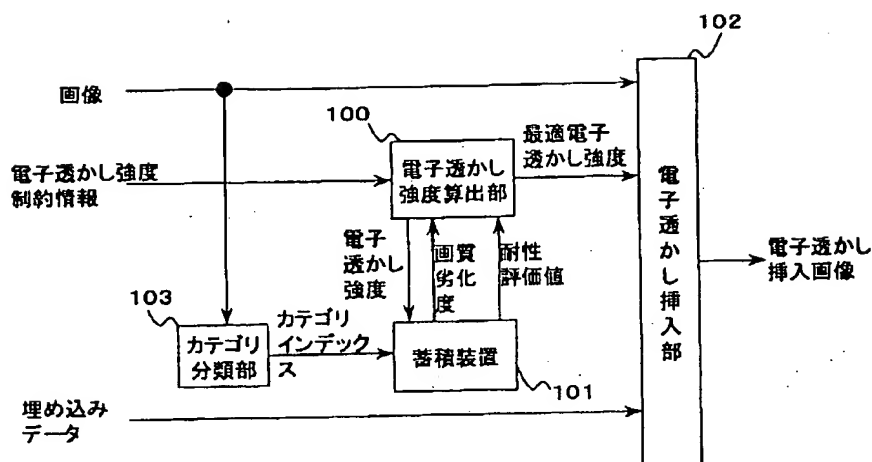 102
画像
100
最適電子
透かし強度
電子透かし強度
制約情報
電子透かし
強度算出部
電子
透かし
強度
画質
劣化
度
耐性
評価値
電子透かし挿入部
電子透かし
挿入画像
103
カテゴリ
分類部
カテゴリ
インデック
ス
蓄積装置
101
埋め込み
データ